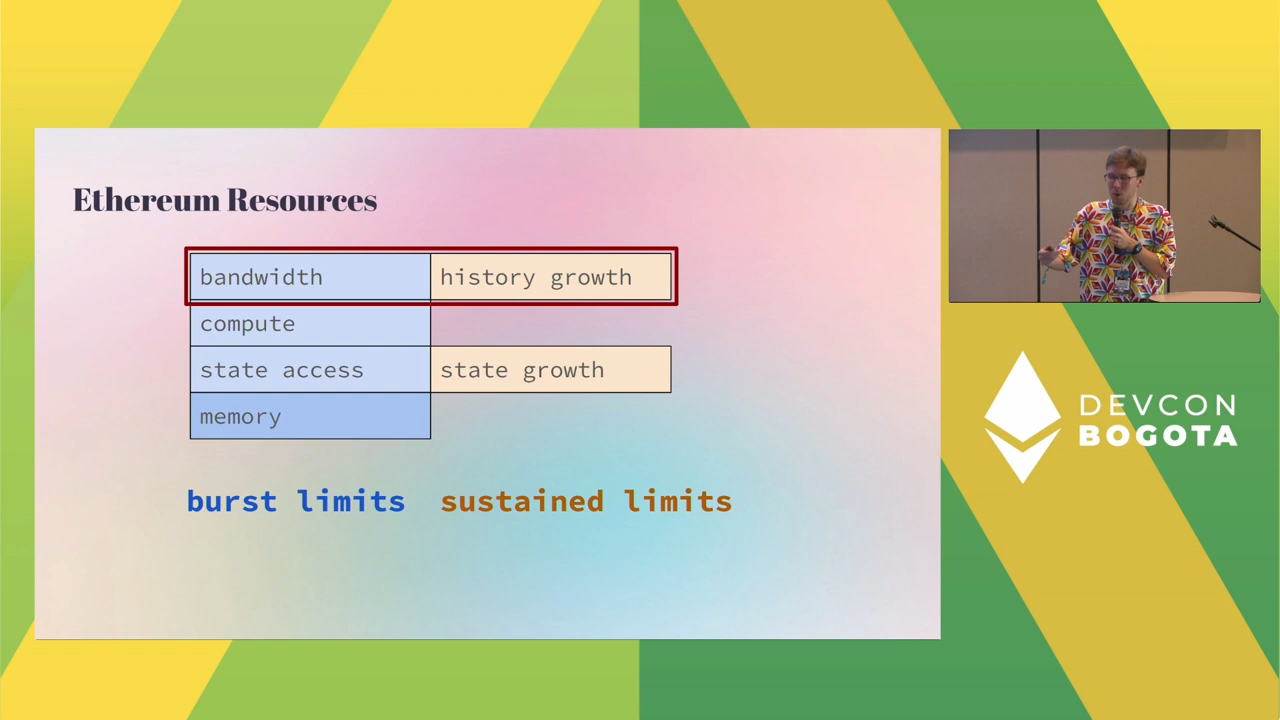 Ethereum Resources
bandwidth history growth
compute
state access state growth
memory
burst limits sustained limits
DEVCON
BOGOTA